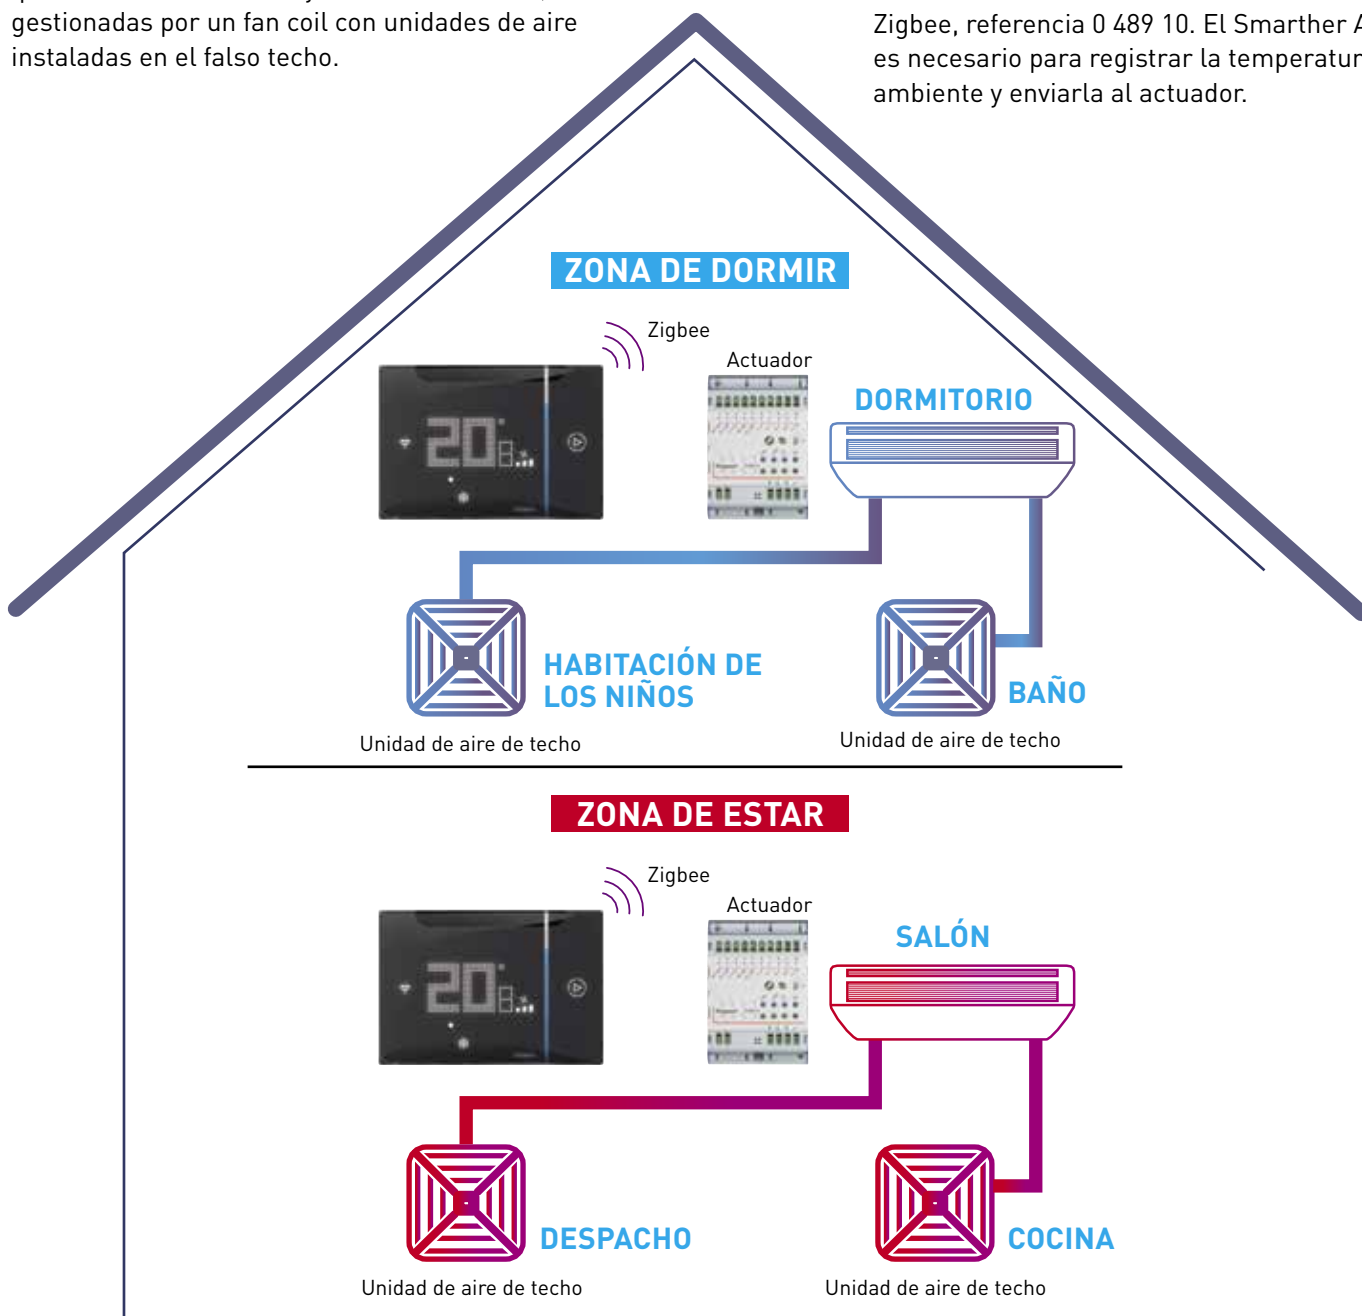 gestionadas por un fan coil con unidades de aire
instaladas en el falso techo.
Zigbee, referencia 0 489 10. El Smarther A
es necesario para registrar la temperatur
ambiente y enviarla al actuador.
ZONA DE DORMIR
Zigbee
Actuador
20°
DORMITORIO
HABITACIÓN DE
LOS NIÑOS
BAÑO
Unidad de aire de techo
Unidad de aire de techo
ZONA DE ESTAR
Zigbee
Actuador
20°
SALÓN
DESPACHO
COCINA
Unidad de aire de techo
Unidad de aire de techo